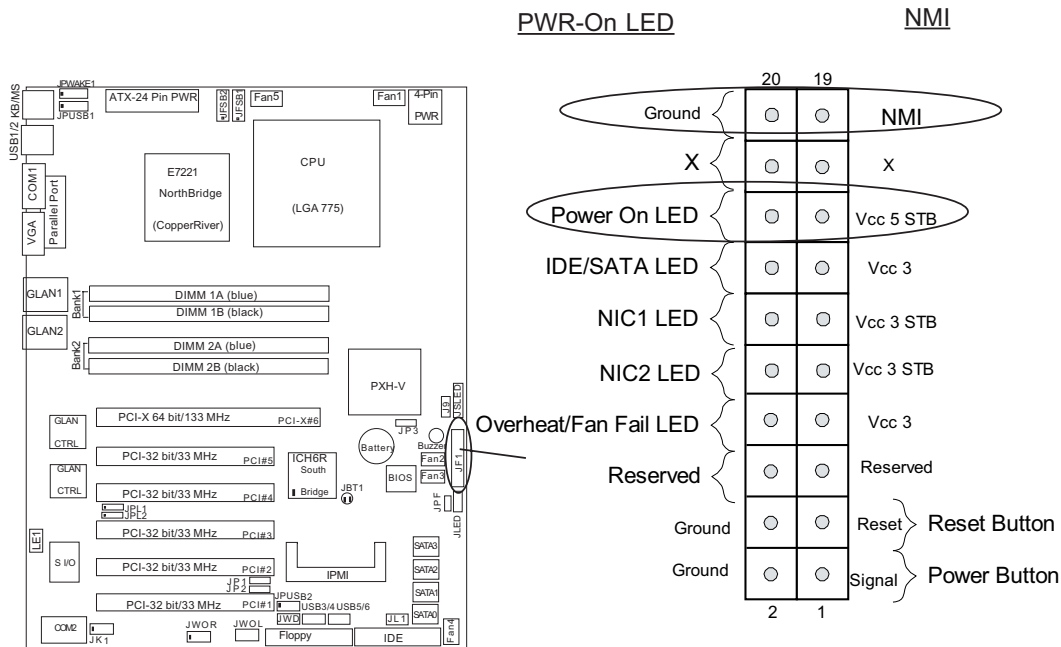 PWR-On LED
NMI
JPWAKE1
KB/MS
JPUSB1
USB1/2
ATX-24 Pin PWR
JFSB2
JFSB1
Fan5
Fan1
4-Pin
PWR
COM1
VGA
Parallel Port
E7221
NorthBridge
(CopperRiver)
CPU
(LGA 775)
GLAN1
GLAN2
Bank1
Bank2
DIMM 1A (blue)
DIMM 1B (black)
DIMM 2A (blue)
DIMM 2B (black)
PXH-V
J9
JSLED
JP3
GLAN
CTRL
GLAN
CTRL
PCI-X 64 bit/133 MHz
PCI-X#6
Battery
Buzzer
Fan2
Fan3
JF1
PCI-32 bit/33 MHz
PCI#5
ICH6R
South
Bridge
BIOS
JBT1
PCI-32 bit/33 MHz
PCI#4
JPL1
JPL2
JPF
JLED
PCI-32 bit/33 MHz
PCI#3
LE1
S I/O
SATA3
PCI-32 bit/33 MHz
PCI#2
IPMI
SATA2
JP1
JP2
SATA1
PCI-32 bit/33 MHz
PCI#1
JPUSB2
USB3/4
USB5/6
SATA0
COM2
JK1
JWOR
JWOL
JWD
JL1
Floppy
IDE
Fan4
20
19
Ground
NMI
X
X
Power On LED
Vcc 5 STB
IDE/SATA LED
Vcc 3
NIC1 LED
Vcc 3 STB
NIC2 LED
Vcc 3 STB
Overheat/Fan Fail LED
Vcc 3
Reserved
Reserved
Ground
Reset
Reset Button
Ground
Signal
Power Button
2
1